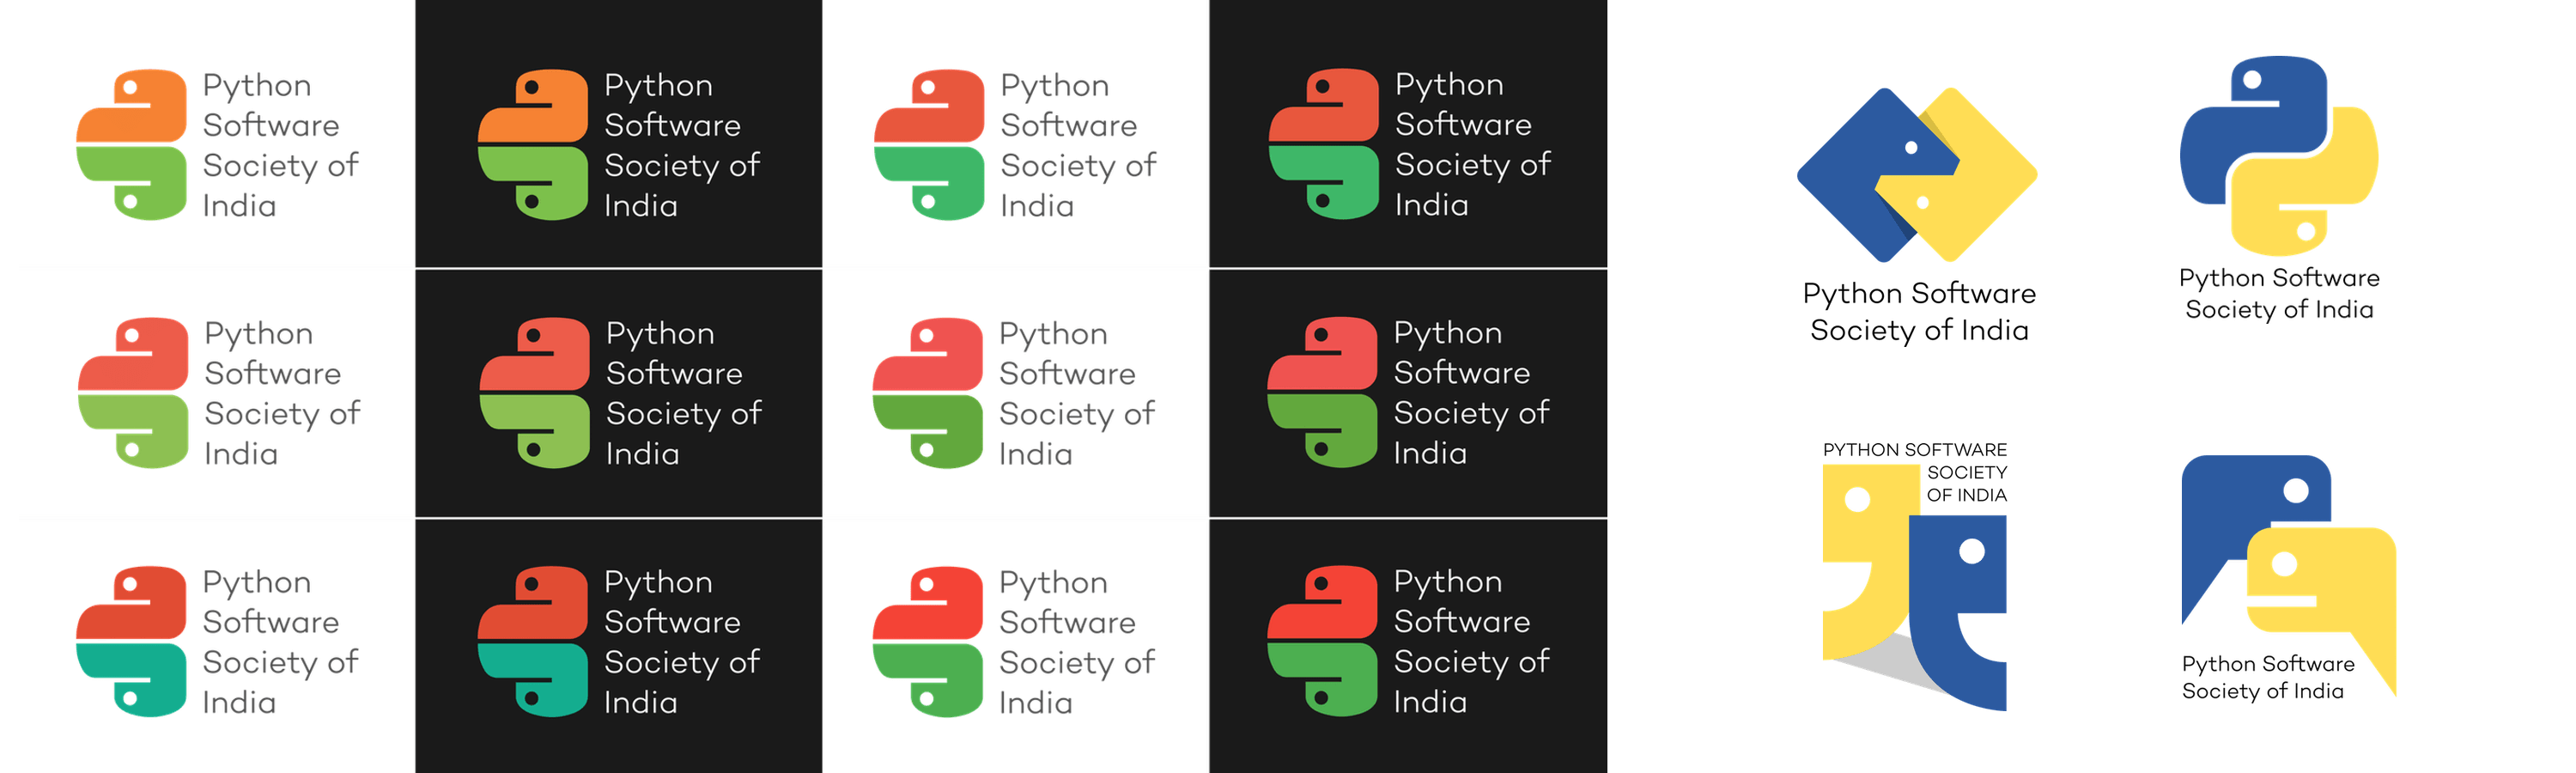 Python
Software
Society of
India
Python
Software
Society of
India
Python
Software
Society of
India
Python
Software
Society of
India
Python
Software
Society of
India
Python
Software
Society of
India
Python
Software
Society of
India
Python
Software
Society of
India
Python
Software
Society of
India
Python
Software
Society of
India
Python
Software
Society of
India
Python
Software
Society of
India
Python Software
Society of India
Python Software
Society of India
PYTHON SOFTWARE
SOCIETY
OF INDIA
Python Software
Society of India